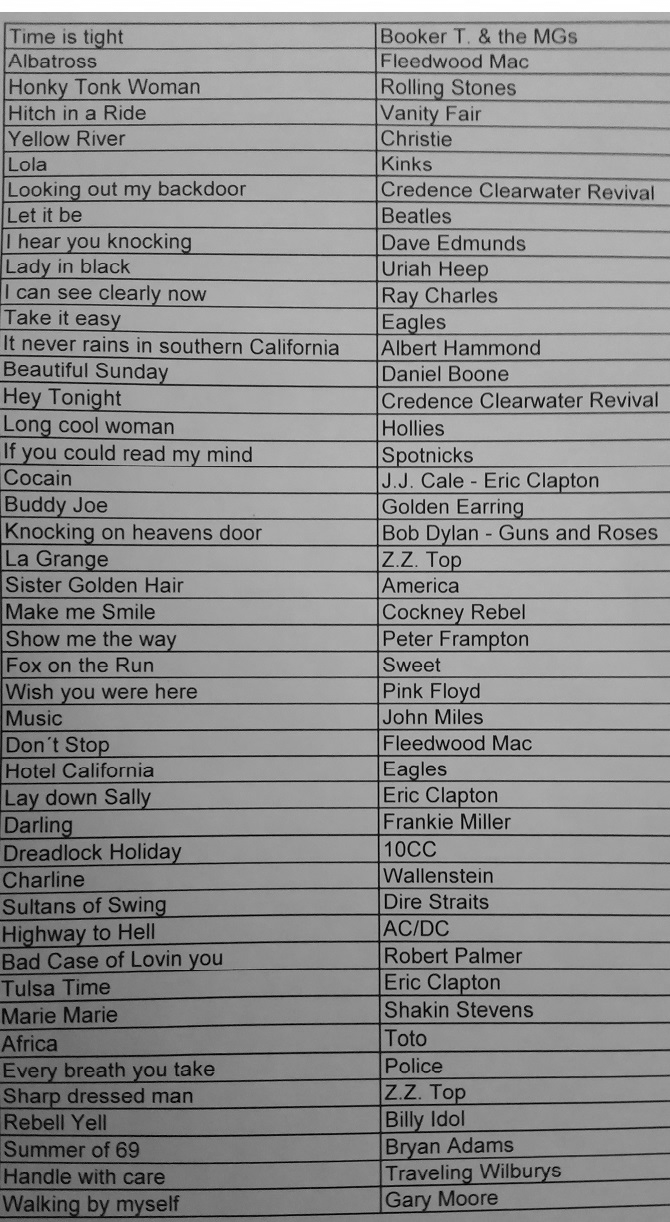 Time is tight Booker T. & the MGs
Albatross Fleedwood Mac
Honky Tonk Woman Rolling Stones
Hitch in a Ride Vanity Fair
Yellow River Christie
Lola Kinks
Looking out my backdoor Credence Clearwater Revival
Let it be Beatles
I hear you knocking Dave Edmunds
Lady in black Uriah Heep
I can see clearly now Ray Charles
Take it easy Eagles
It never rains in southern California Albert Hammond
Beautiful Sunday Daniel Boone
Hey Tonight Credence Clearwater Revival
Long cool woman Hollies
If you could read my mind Spotnicks
Cocain J.J. Cale - Eric Clapton
Buddy Joe Golden Earring
Knocking on heavens door Bob Dylan - Guns and Roses
La Grange Z.Z. Top
Sister Golden Hair America
Make me Smile Cockney Rebel
Show me the way Peter Frampton
Fox on the Run Sweet
Wish you were here Pink Floyd
Music John Miles
Don´t Stop Fleedwood Mac
Hotel California Eagles
Lay down Sally Eric Clapton
Darling Frankie Miller
Dreadlock Holiday 10CC
Charline Wallenstein
Sultans of Swing Dire Straits
Highway to Hell AC/DC
Bad Case of Lovin you Robert Palmer
Tulsa Time Eric Clapton
Marie Marie Shakin Stevens
Africa Toto
Every breath you take Police
Sharp dressed man Z.Z. Top
Rebell Yell Billy Idol
Summer of 69 Bryan Adams
Handle with care Traveling Wilburys
Walking by myself Gary Moore